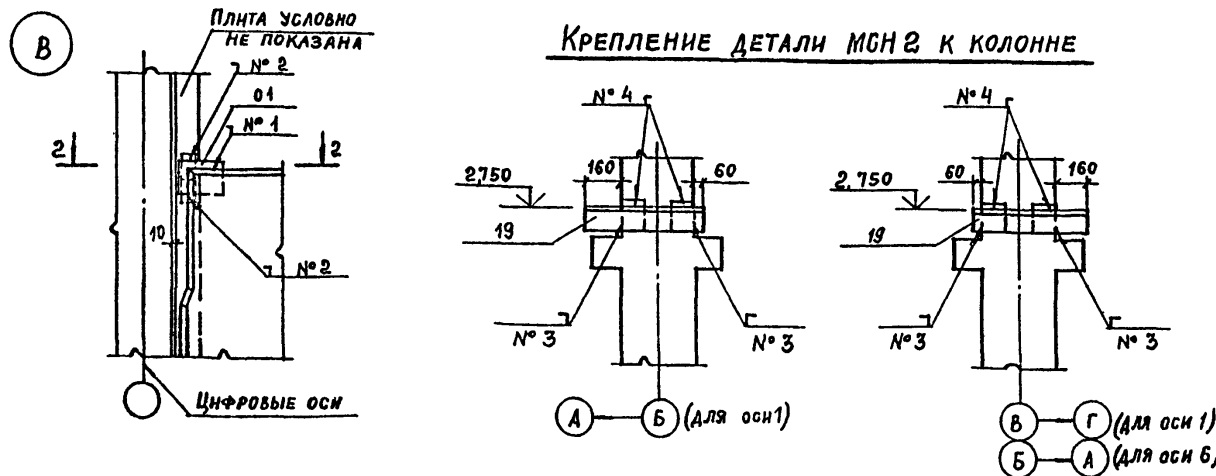 В
Плита условно
не показана
№ 2
01
№ 1
2
2
10
№ 2
Цифровые оси
Крепление детали МСН 2 к колонне
№ 4
160
60
2,750
19
№ 3
№ 3
А
Б
(для оси 1)
№ 4
60
160
2,750
19
№ 3
№ 3
В
Г
(для оси 1)
Б
А
(для оси 6)